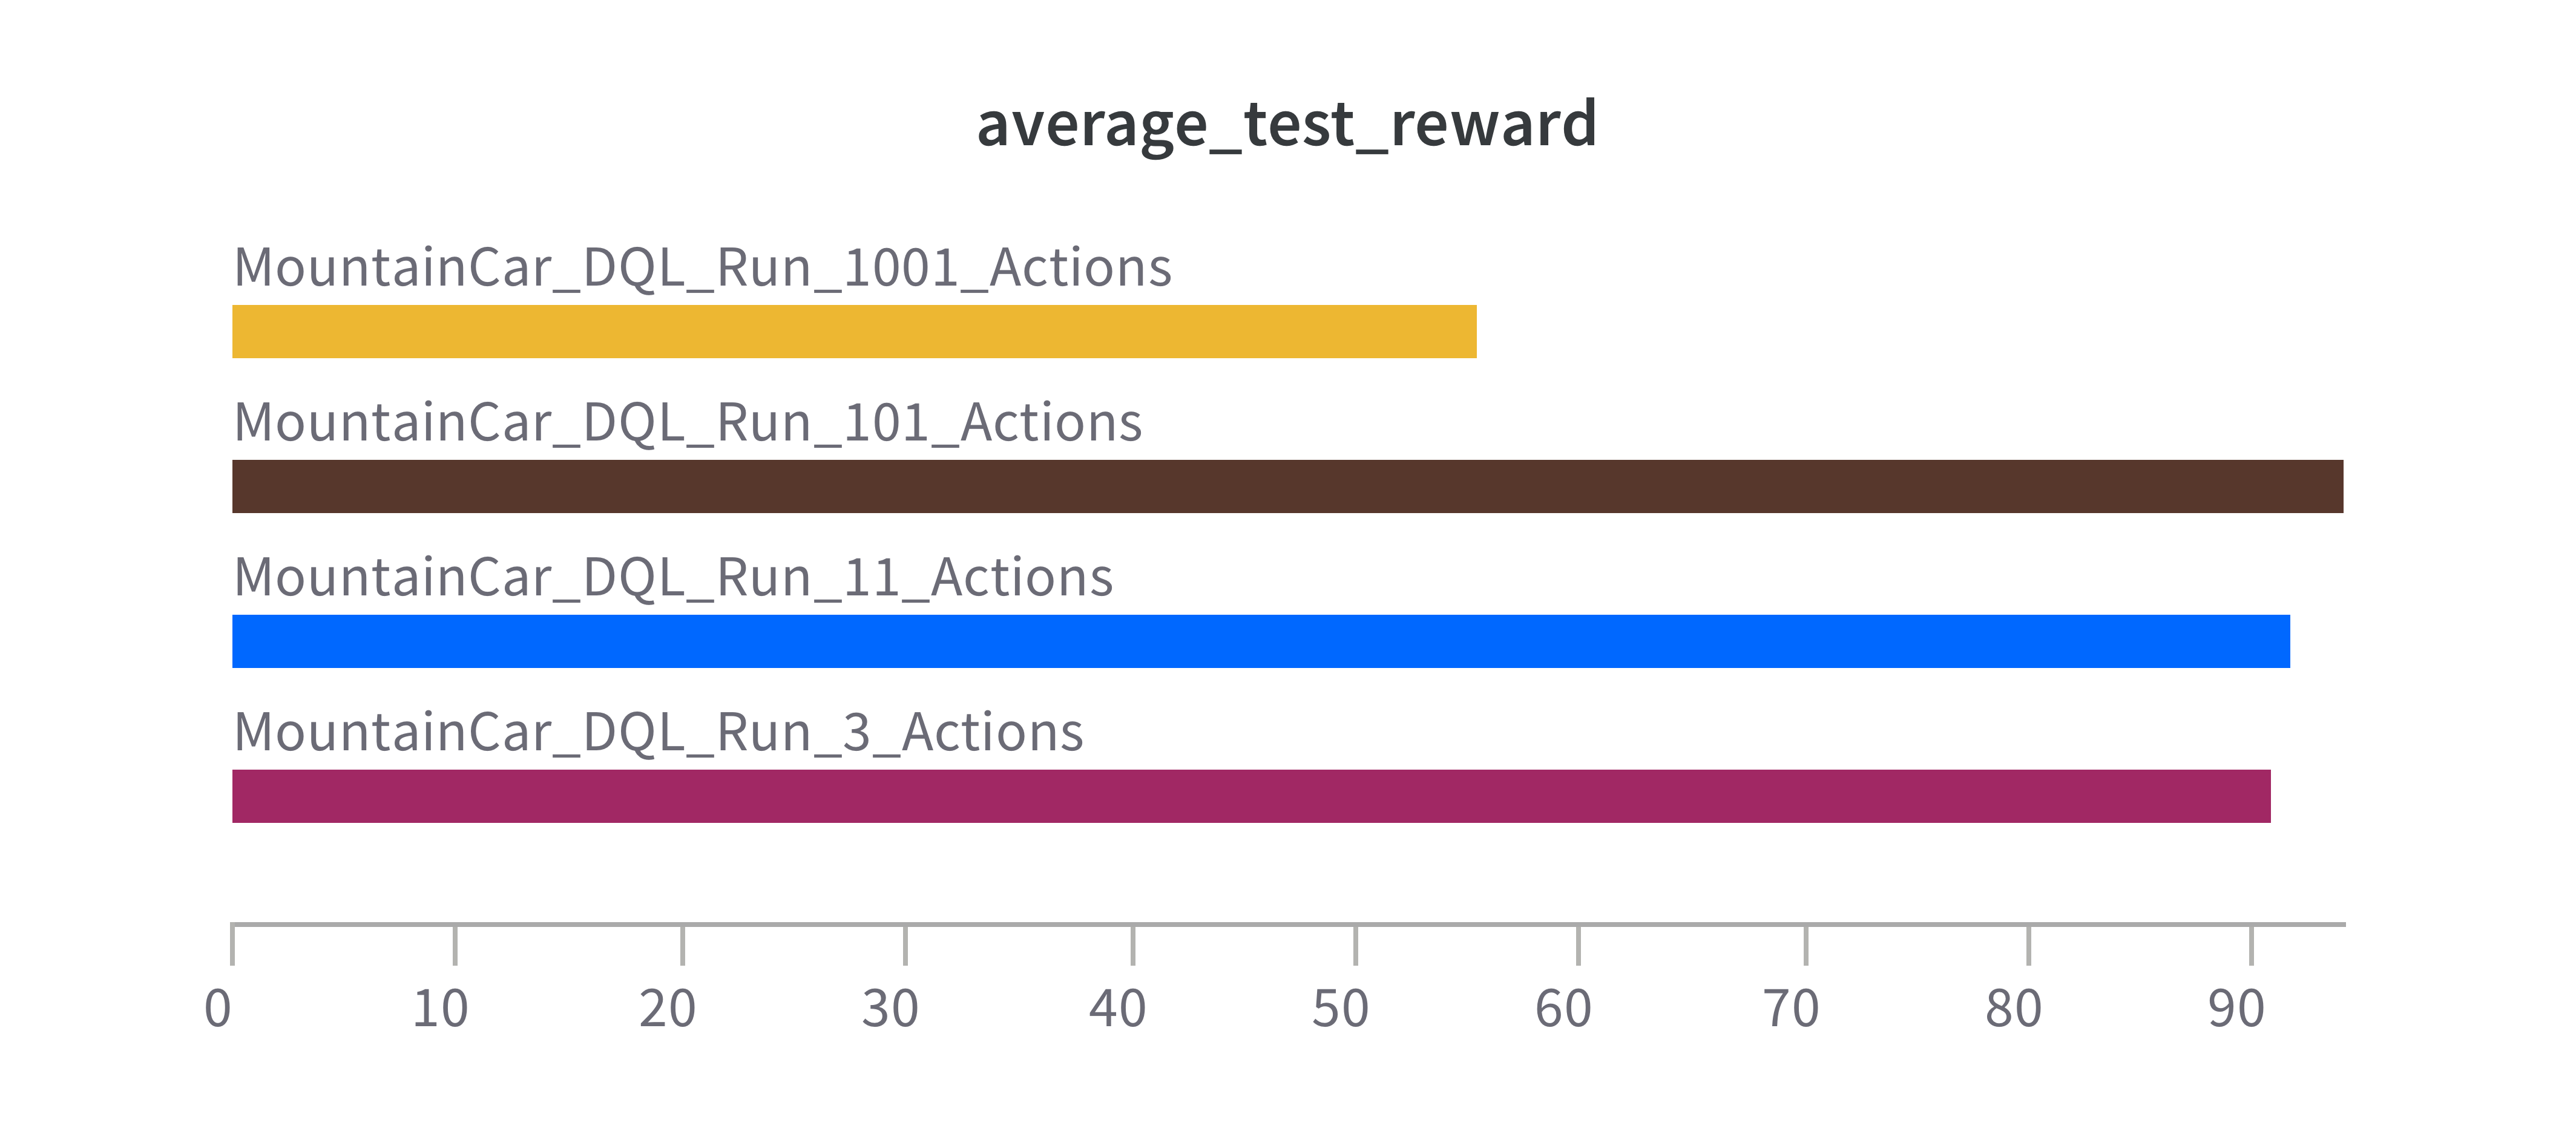 average_test_reward
MountainCar_DQL_Run_1001_Actions
MountainCar_DQL_Run_101_Actions
MountainCar_DQL_Run_11_Actions
MountainCar_DQL_Run_3_Actions
0 10 20 30 40 50 60 70 80 90